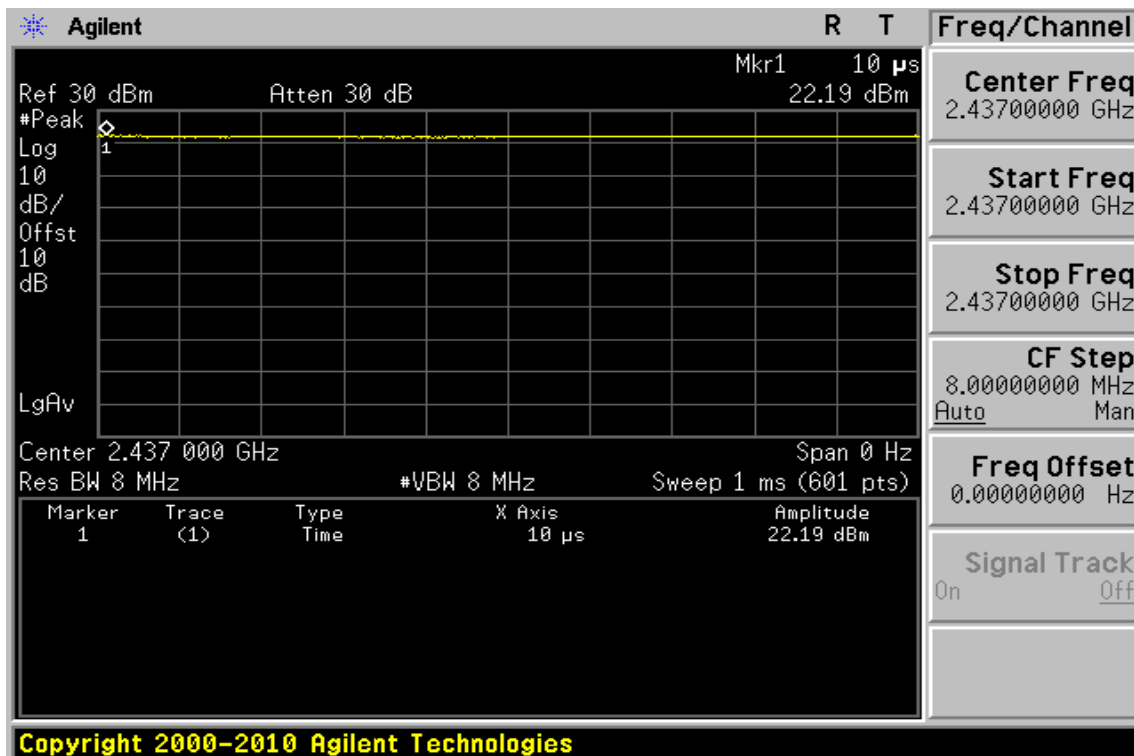 Agilent R T
Mkr1 10 µs
Ref 30 dBm Atten 30 dB 22.19 dBm
#Peak
Log
10
dB/
Offst
10
dB
1
LgAv
Center 2.437 000 GHz Span 0 Hz
Res BW 8 MHz #VBW 8 MHz Sweep 1 ms (601 pts)
Marker Trace Type X Axis Amplitude
1 (1) Time 10 µs 22.19 dBm
Freq/Channel
Center Freq
2.43700000 GHz
Start Freq
2.43700000 GHz
Stop Freq
2.43700000 GHz
CF Step
8.00000000 MHz
Auto Man
Freq Offset
0.00000000 Hz
Signal Track
On Off
Copyright 2000-2010 Agilent Technologies